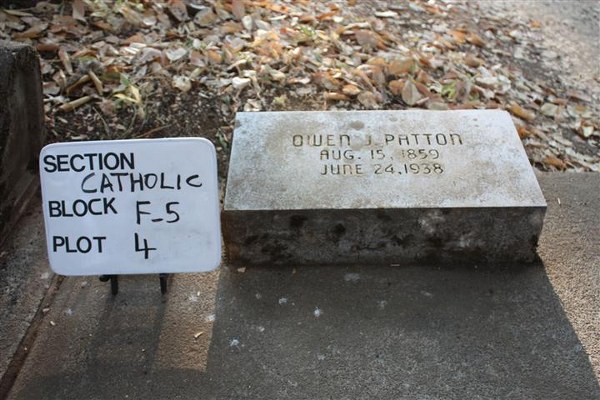 SECTION
CATHOLIC
BLOCK F-5
PLOT 4
OWEN J. PATTON
AUG. 15, 1859
JUNE 24, 1938